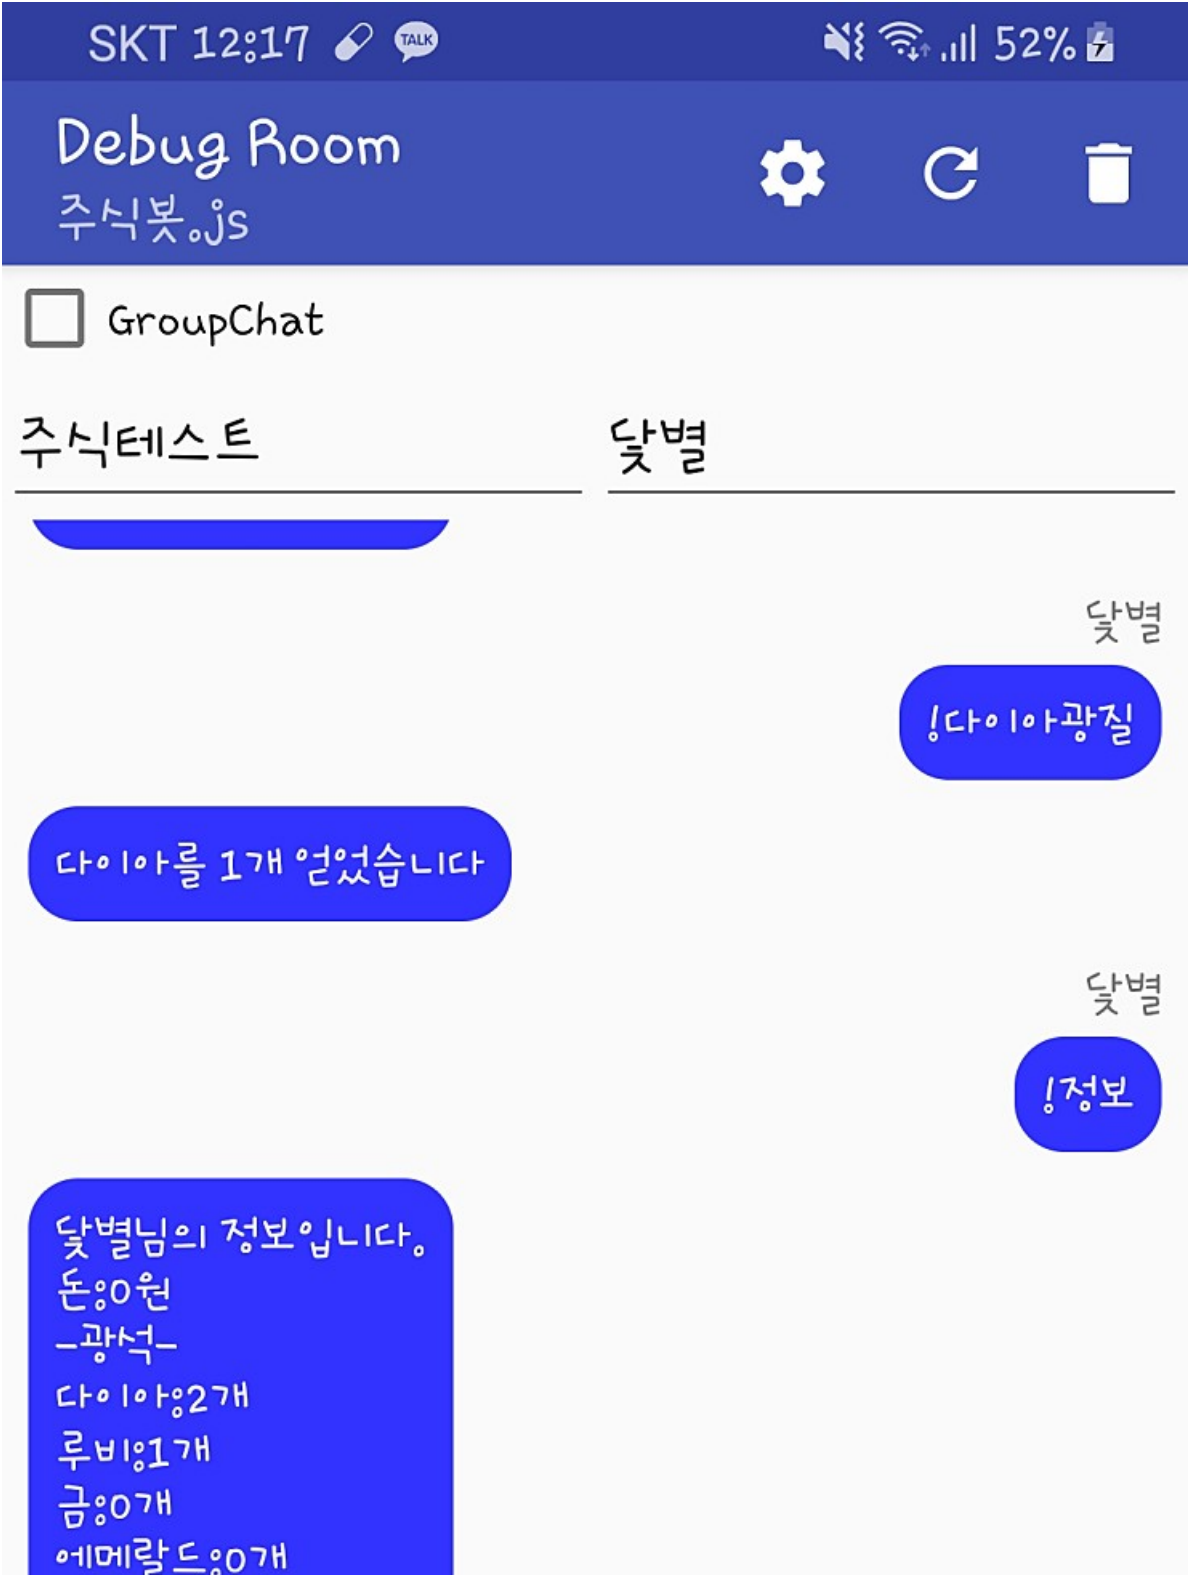 SKT 12:17 TALK 52%
Debug Room
주식봇.js
GroupChat
주식테스트 닻별
닻별
!다이아광질
다이아를 1개 얻었습니다
닻별
!정보
닻별님의 정보입니다.
돈:0원
-광석-
다이아:2개
루비:1개
금:0개
에메랄드:0개